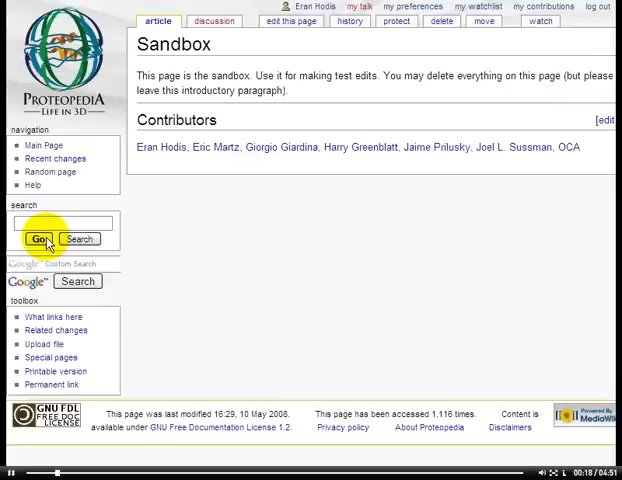 Eran Hodis my talk my preferences my watchlist my contributions log out
article discussion edit this page history protect delete move watch
Sandbox
This page is the sandbox. Use it for making test edits. You may delete everything on this page (but please
leave this introductory paragraph).
Contributors
[edit
Eran Hodis, Eric Martz, Giorgio Giardina, Harry Greenblatt, Jaime Prilusky, Joel L. Sussman, OCA
PROTEOPEDIA
LIFE IN 3D
navigation
Main Page
Recent changes
Random page
Help
search
Go
Search
Google Custom Search
Google™ Search
toolbox
What links here
Related changes
Upload file
Special pages
Printable version
Permanent link
GNU FDL
FREE DOC
LICENSE
This page was last modified 16:29, 10 May 2008. This page has been accessed 1,116 times. Content is
available under GNU Free Documentation License 1.2. Privacy policy About Proteopedia Disclaimers
Powered By
MediaWik
00:18 / 04:51